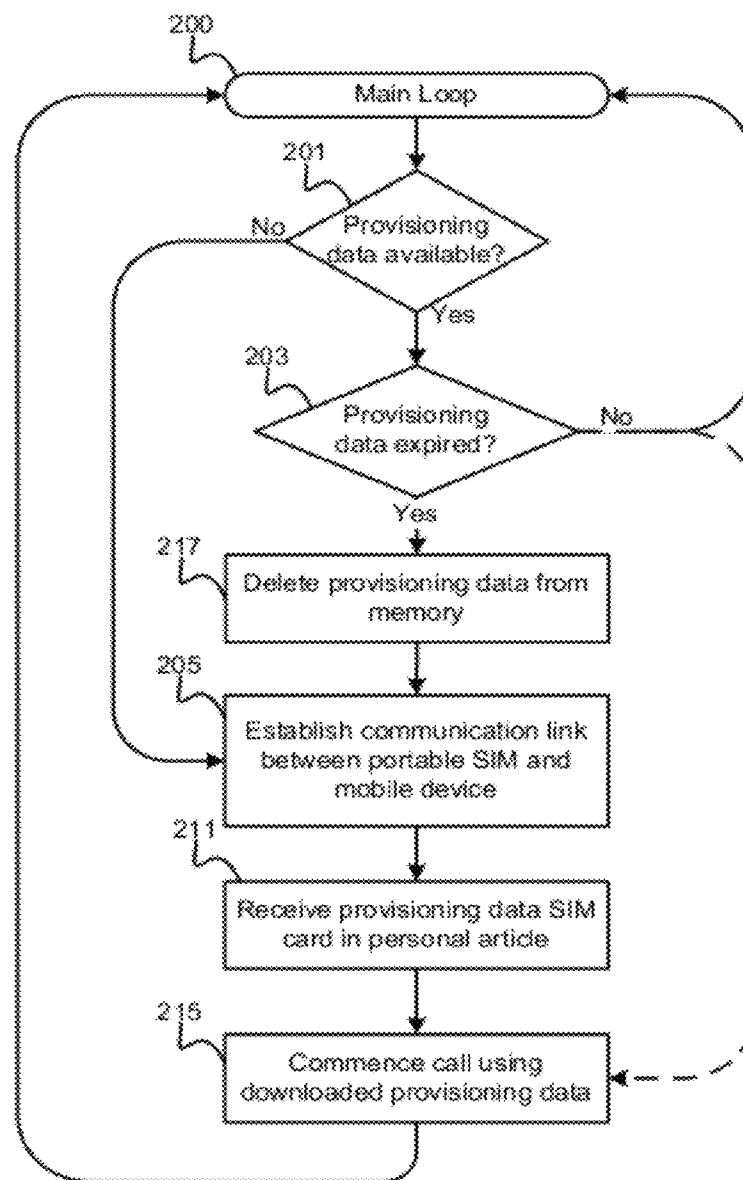 200
Main Loop
201
No
Provisioning
data available?
Yes
203
Provisioning
data expired?
No
Yes
217
Delete provisioning data from
memory
205
Establish communication link
between portable SIM and
mobile device
211
Receive provisioning data SIM
card in personal article
215
Commence call using
downloaded provisioning data